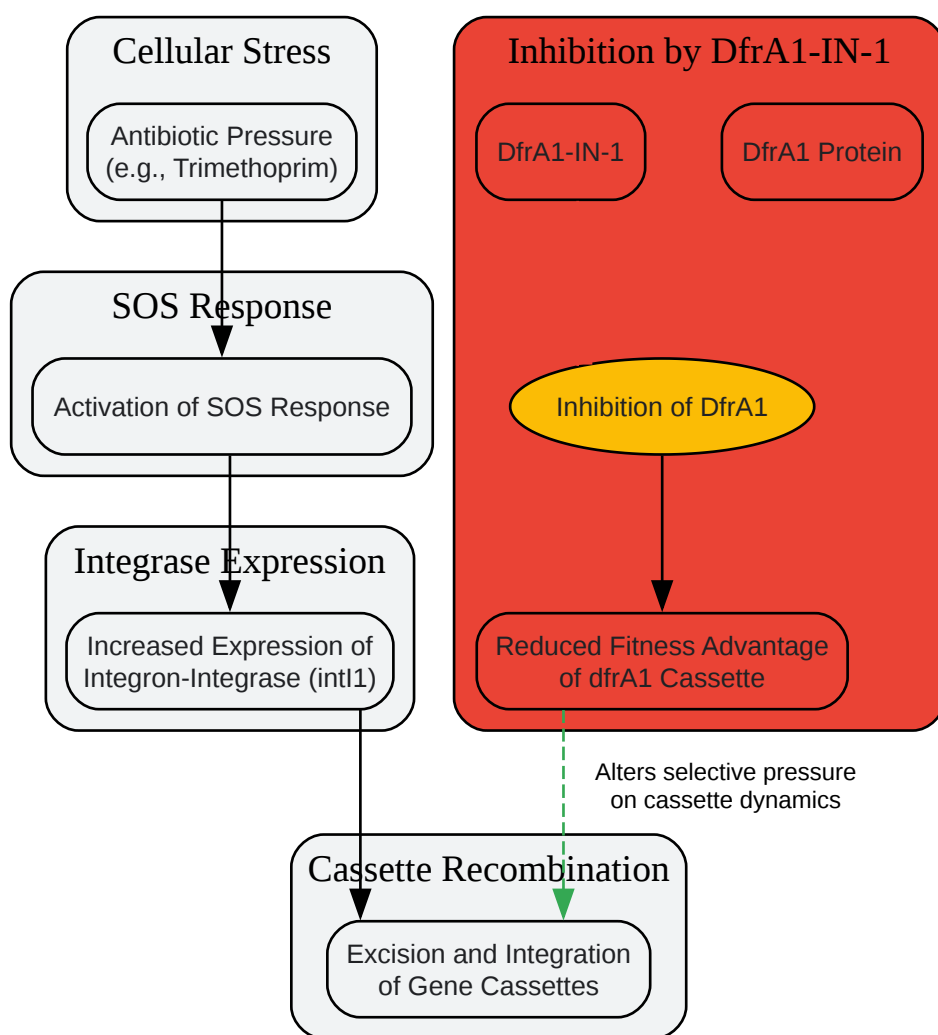 Cellular Stress
Antibiotic Pressure
(e.g., Trimethoprim)
SOS Response
Activation of SOS Response
Integrase Expression
Increased Expression of
Integron-Integrase (intI1)
Inhibition by DfrA1-IN-1
DfrA1-IN-1
DfrA1 Protein
Inhibition of DfrA1
Reduced Fitness Advantage
of dfrA1 Cassette
Alters selective pressure
on cassette dynamics
Cassette Recombination
Excision and Integration
of Gene Cassettes